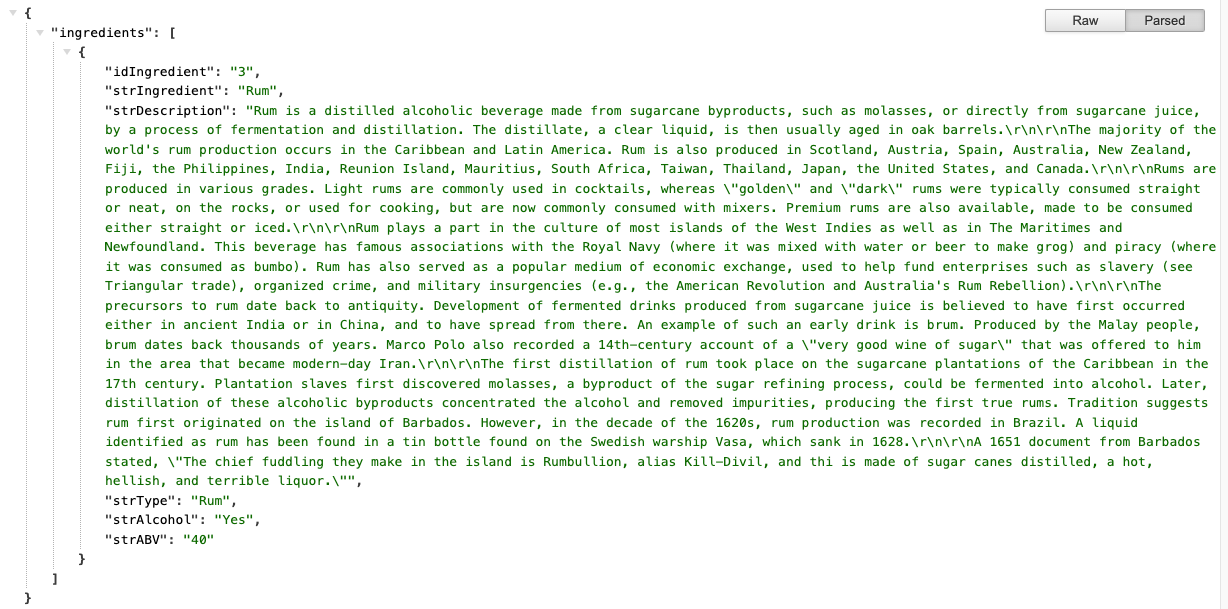 {
"ingredients": [
Raw Parsed
{
"idIngredient": "3",
"strIngredient": "Rum",
"strDescription": "Rum is a distilled alcoholic beverage made from sugarcane byproducts, such as molasses, or directly from sugarcane juice,
by a process of fermentation and distillation. The distillate, a clear liquid, is then usually aged in oak barrels.\r\n\r\nThe majority of the
world's rum production occurs in the Caribbean and Latin America. Rum is also produced in Scotland, Austria, Spain, Australia, New Zealand,
Fiji, the Philippines, India, Reunion Island, Mauritius, South Africa, Taiwan, Thailand, Japan, the United States, and Canada.\r\n\r\nRums are
produced in various grades. Light rums are commonly used in cocktails, whereas \"golden\" and \"dark\" rums were typically consumed straight
or neat, on the rocks, or used for cooking, but are now commonly consumed with mixers. Premium rums are also available, made to be consumed
either straight or iced.\r\n\r\nRum plays a part in the culture of most islands of the West Indies as well as in The Maritimes and
Newfoundland. This beverage has famous associations with the Royal Navy (where it was mixed with water or beer to make grog) and piracy (where
it was consumed as bumbo). Rum has also served as a popular medium of economic exchange, used to help fund enterprises such as slavery (see
Triangular trade), organized crime, and military insurgencies (e.g., the American Revolution and Australia's Rum Rebellion).\r\n\r\nThe
precursors to rum date back to antiquity. Development of fermented drinks produced from sugarcane juice is believed to have first occurred
either in ancient India or in China, and to have spread from there. An example of such an early drink is brum. Produced by the Malay people,
brum dates back thousands of years. Marco Polo also recorded a 14th-century account of a \"very good wine of sugar\" that was offered to him
in the area that became modern-day Iran.\r\n\r\nThe first distillation of rum took place on the sugarcane plantations of the Caribbean in the
17th century. Plantation slaves first discovered molasses, a byproduct of the sugar refining process, could be fermented into alcohol. Later,
distillation of these alcoholic byproducts concentrated the alcohol and removed impurities, producing the first true rums. Tradition suggests
rum first originated on the island of Barbados. However, in the decade of the 1620s, rum production was recorded in Brazil. A liquid
identified as rum has been found in a tin bottle found on the Swedish warship Vasa, which sank in 1628.\r\n\r\nA 1651 document from Barbados
stated, \"The chief fuddling they make in the island is Rumbullion, alias Kill-Divil, and thi is made of sugar canes distilled, a hot,
hellish, and terrible liquor.\"",
"strType": "Rum",
"strAlcohol": "Yes",
"strABV": "40"
}
]
}